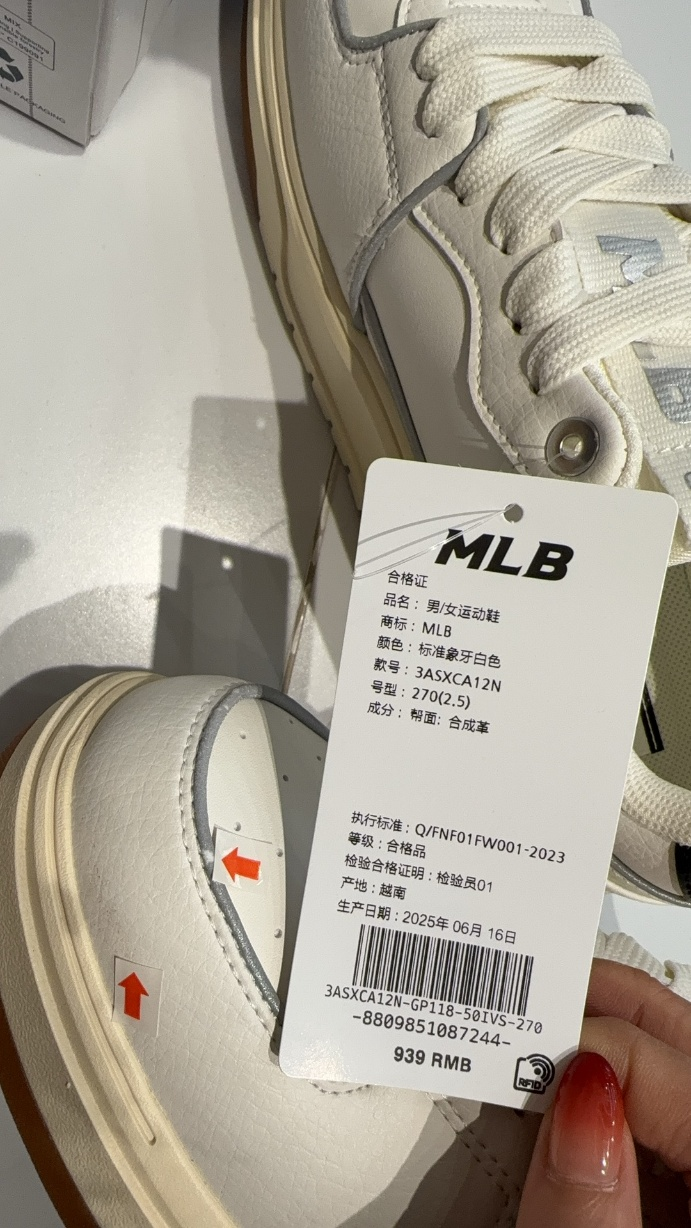 MIX
C109091
PACKAGING
M
MLB
合格证
品名：男/女运动鞋
商标：MLB
颜色：标准象牙白色
款号：3ASXCA12N
号型：270(2.5)
成分：帮面: 合成革
执行标准：Q/FNF01FW001-2023
等级：合格品
检验合格证明：检验员01
产地：越南
生产日期：2025年 06月 16日
3ASXCA12N-GP118-50IVS-270
-8809851087244-
939 RMB
RFID